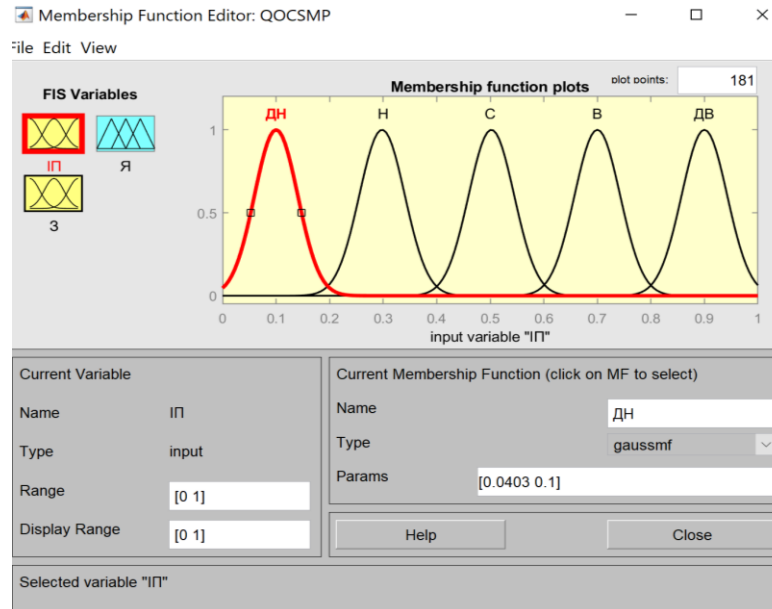 Membership Function Editor: QOCSMP
File Edit View
FIS Variables
ІП
Я
З
Membership function plots
plot points:
181
ДН
Н
С
В
ДВ
1
0.5
0
0
0.1
0.2
0.3
0.4
0.5
0.6
0.7
0.8
0.9
1
input variable "ІП"
Current Variable
Name
ІП
Type
input
Range
[0 1]
Display Range
[0 1]
Current Membership Function (click on MF to select)
Name
ДН
Type
gaussmf
Params
[0.0403 0.1]
Help
Close
Selected variable "ІП"